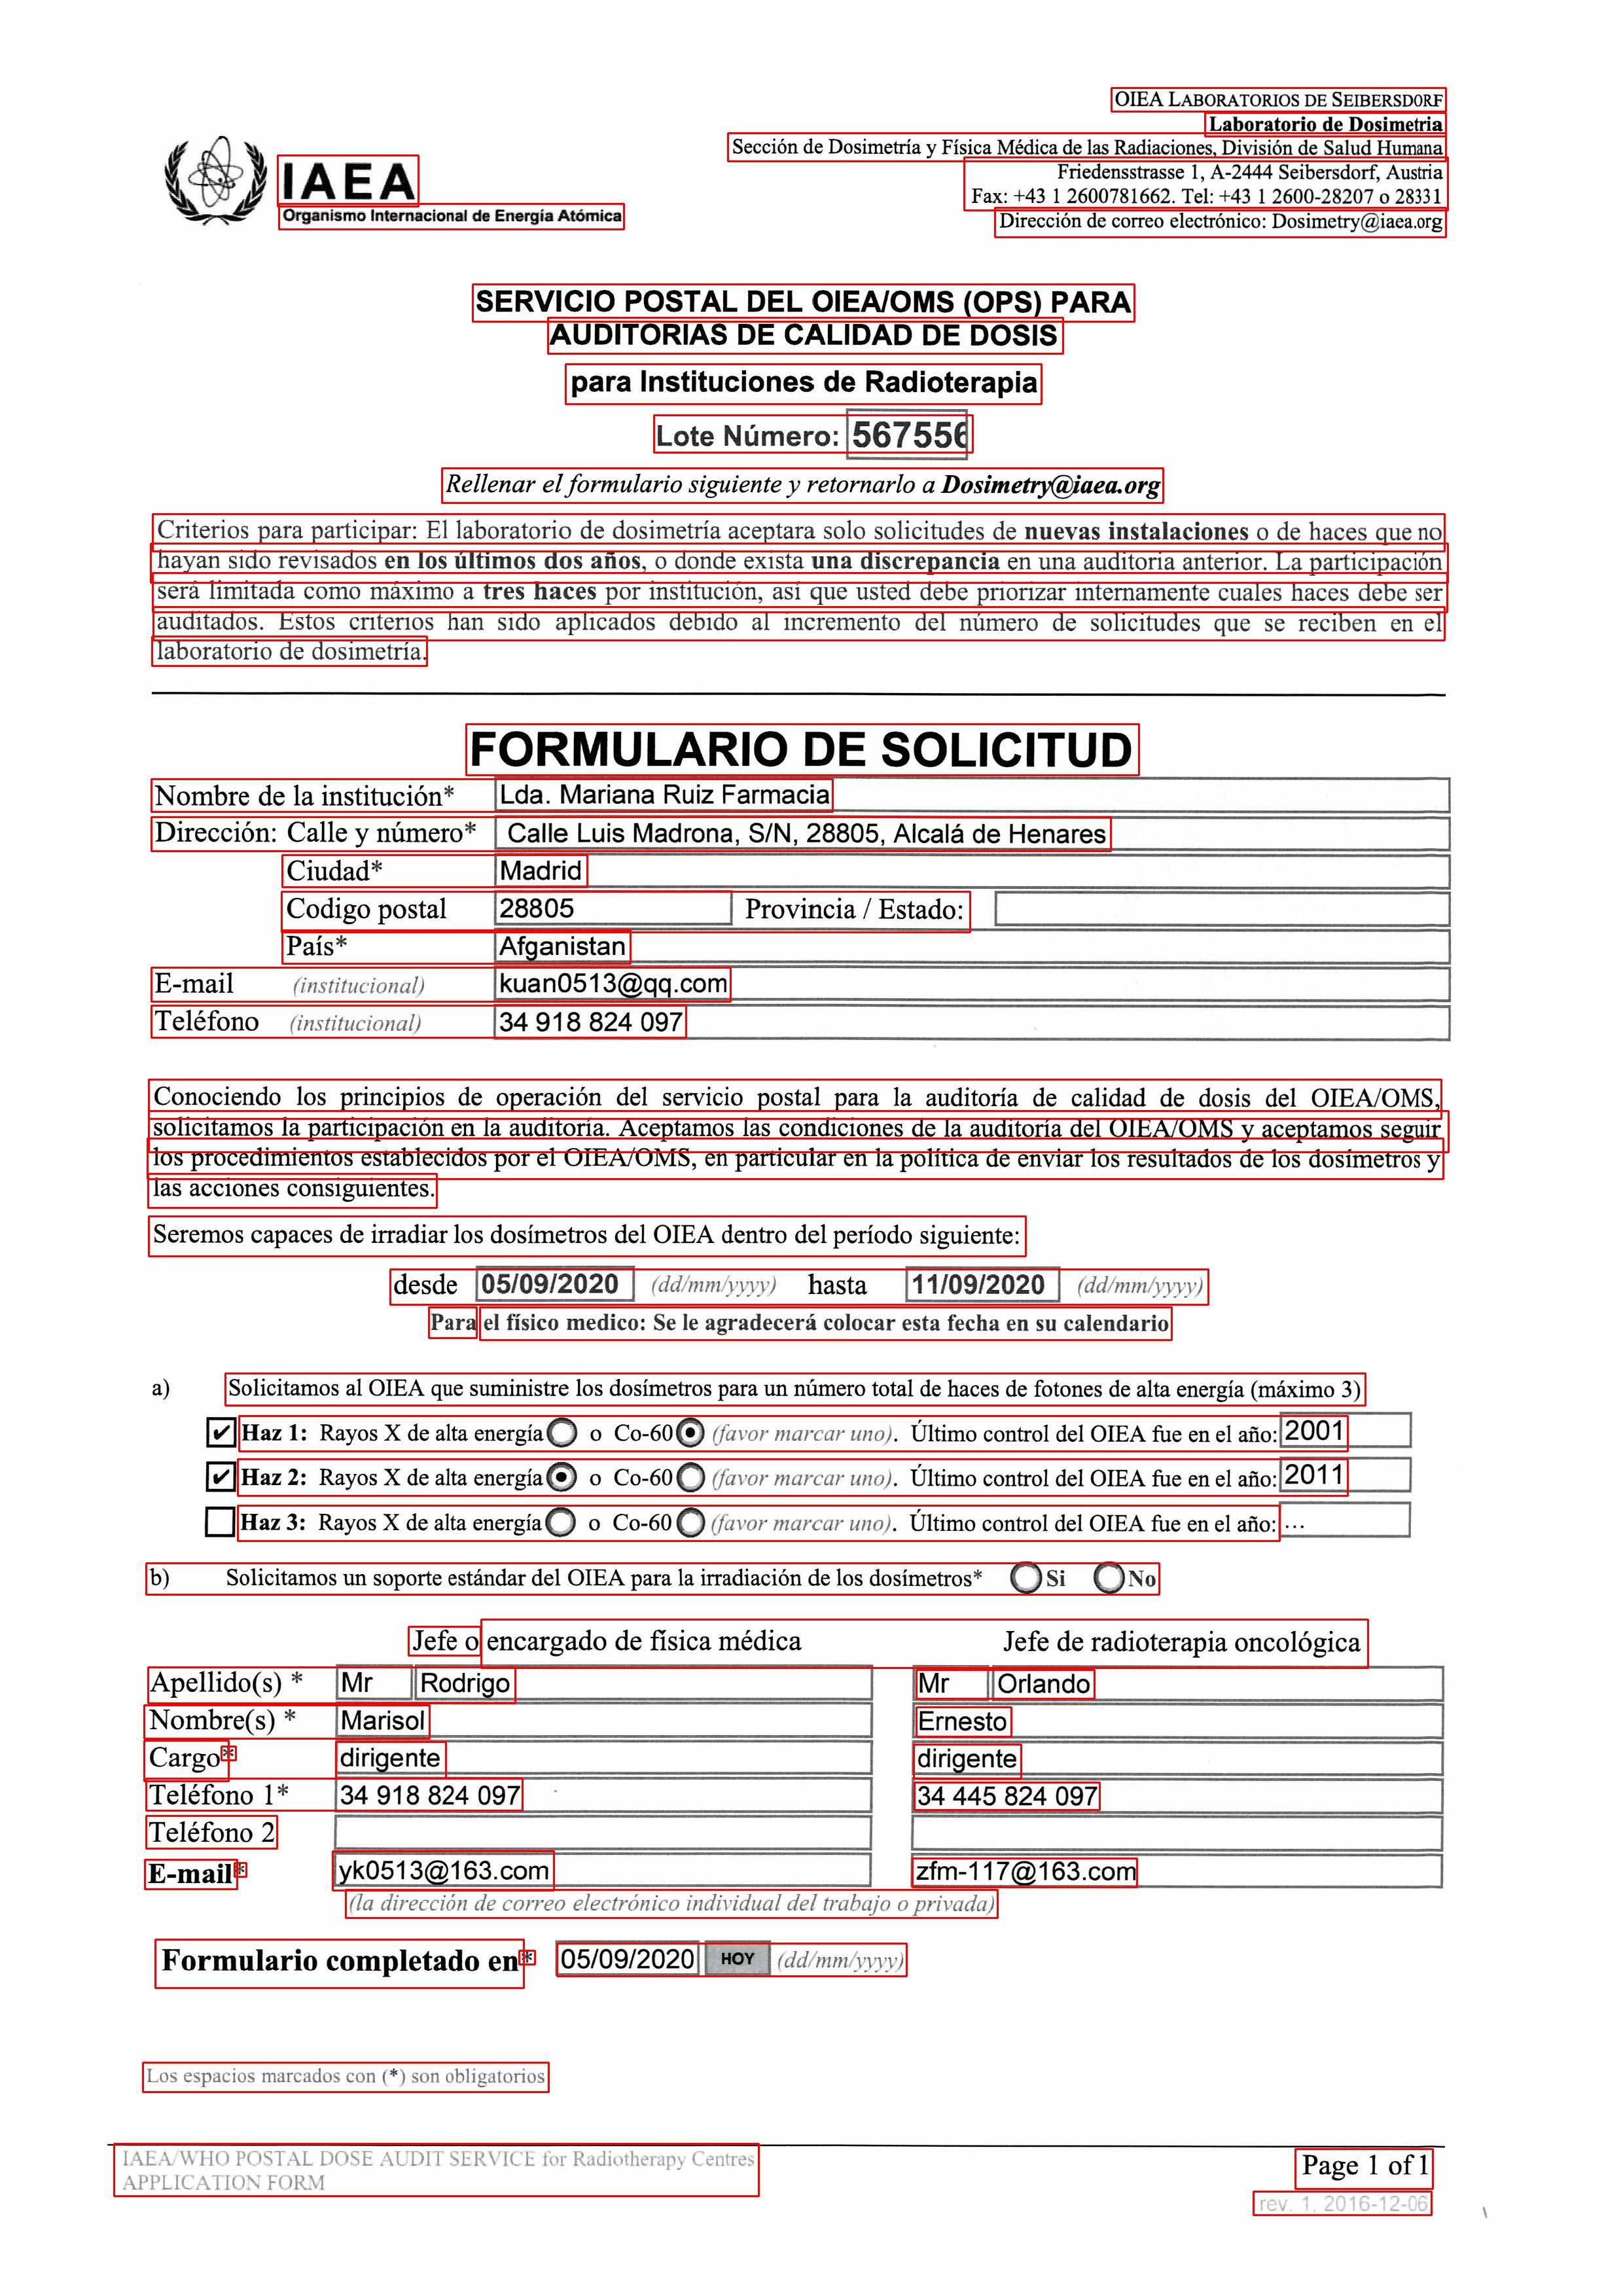 OIEA LABORATORIOS DE SEIBERSDORF
Laboratorio de Dosimetria
Sección de Dosimetría y Física Médica de las Radiaciones, División de Salud Humana
Friedensstrasse 1, A-2444 Seibersdorf, Austria
Fax: +43 1 2600781662. Tel: +43 1 2600-28207 o 28331
Dirección de correo electrónico: Dosimetry@iaea.org
IAEA
Organismo Internacional de Energía Atómica
SERVICIO POSTAL DEL OIEA/OMS (OPS) PARA
AUDITORIAS DE CALIDAD DE DOSIS
para Instituciones de Radioterapia
Lote Número: 567556
Rellenar el formulario siguiente y retornarlo a Dosimetry@iaea.org
Criterios para participar: El laboratorio de dosimetría aceptara solo solicitudes de nuevas instalaciones o de haces que no
hayan sido revisados en los últimos dos años, o donde exista una discrepancia en una auditoria anterior. La participación
será limitada como máximo a tres haces por institución, así que usted debe priorizar internamente cuales haces debe ser
auditados. Estos criterios han sido aplicados debido al incremento del número de solicitudes que se reciben en el
laboratorio de dosimetría.
FORMULARIO DE SOLICITUD
Nombre de la institución* Lda. Mariana Ruiz Farmacia
Dirección: Calle y número* Calle Luis Madrona, S/N, 28805, Alcalá de Henares
Ciudad* Madrid
Codigo postal 28805 Provincia / Estado:
País* Afganistan
E-mail (institucional) kuan0513@qq.com
Teléfono (institucional) 34 918 824 097
Conociendo los principios de operación del servicio postal para la auditoría de calidad de dosis del OIEA/OMS,
solicitamos la participación en la auditoría. Aceptamos las condiciones de la auditoría del OIEA/OMS y aceptamos seguir
los procedimientos establecidos por el OIEA/OMS, en particular en la política de enviar los resultados de los dosímetros y
las acciones consiguientes.
Seremos capaces de irradiar los dosímetros del OIEA dentro del período siguiente:
desde 05/09/2020 (dd/mm/yyyy) hasta 11/09/2020 (dd/mm/yyyy)
Para el físico medico: Se le agradecerá colocar esta fecha en su calendario
a) Solicitamos al OIEA que suministre los dosímetros para un número total de haces de fotones de alta energía (máximo 3)
Haz 1: Rayos X de alta energía o Co-60 (favor marcar uno). Último control del OIEA fue en el año: 2001
Haz 2: Rayos X de alta energía o Co-60 (favor marcar uno). Último control del OIEA fue en el año: 2011
Haz 3: Rayos X de alta energía o Co-60 (favor marcar uno). Último control del OIEA fue en el año: ...
b) Solicitamos un soporte estándar del OIEA para la irradiación de los dosímetros* Si No
Jefe o encargado de física médica Jefe de radioterapia oncológica
Apellido(s) * Mr Rodrigo Mr Orlando
Nombre(s) * Marisol Ernesto
Cargo* dirigente dirigente
Teléfono 1* 34 918 824 097 34 445 824 097
Teléfono 2
E-mail* yk0513@163.com zfm-117@163.com
(la dirección de correo electrónico individual del trabajo o privada)
Formulario completado en* 05/09/2020 HOY (dd/mm/yyyy)
Los espacios marcados con (*) son obligatorios
IAEA/WHO POSTAL DOSE AUDIT SERVICE for Radiotherapy Centres
APPLICATION FORM
Page 1 of 1
rev. 1, 2016-12-06